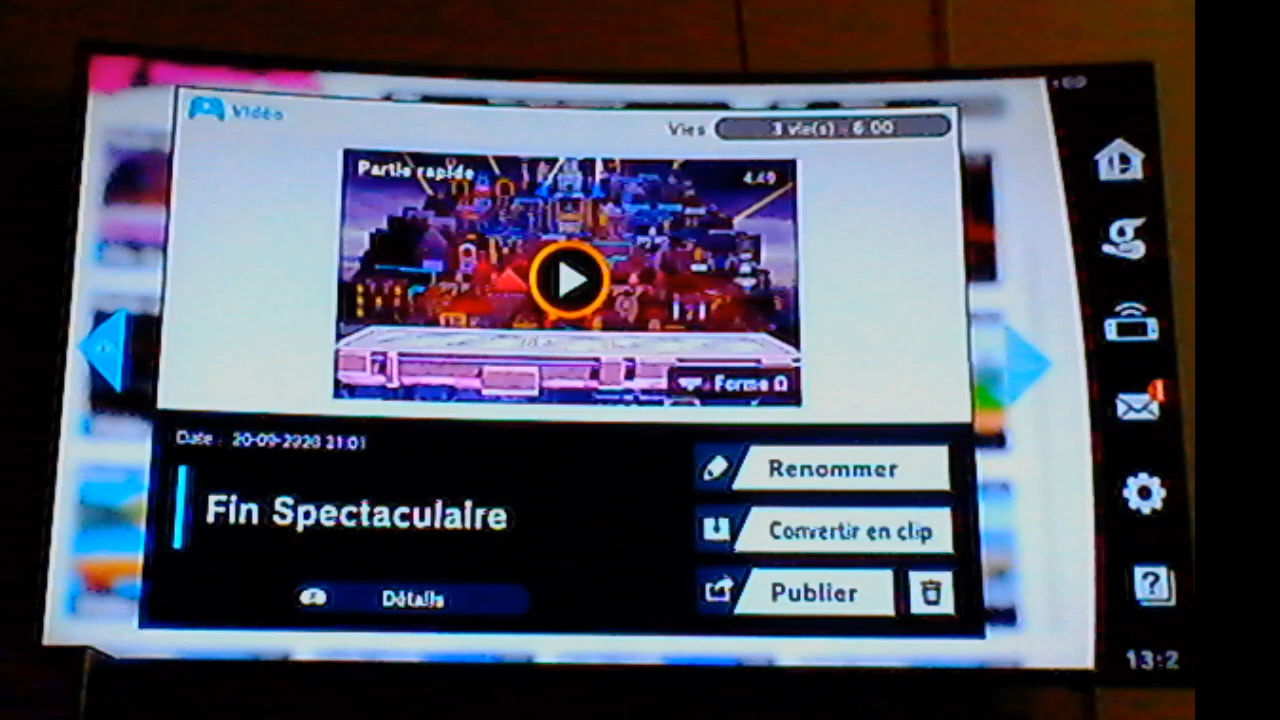 Vidéo
Vies 3 vie(s) - 6:00
Partie rapide
4:49
Forme Ω
Date : 20-09-2020 21:01
Fin Spectaculaire
Détails
Renommer
Convertir en clip
Publier
13:2